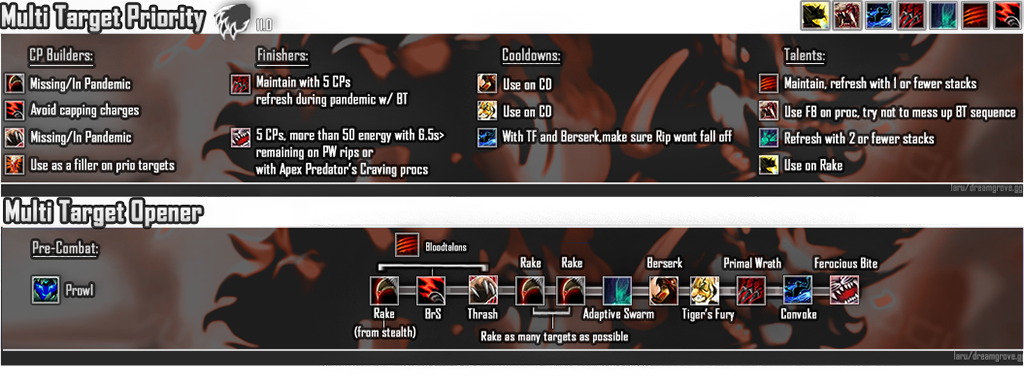 Multi Target Priority 11.0
CP Builders:
Missing/In Pandemic
Avoid capping charges
Missing/In Pandemic
Use as a filler on prio targets
Finishers:
Maintain with 5 CPs
refresh during pandemic w/ BT
5 CPs, more than 50 energy with 6.5s>
remaining on PW rips or
with Apex Predator's Craving procs
Cooldowns:
Use on CD
Use on CD
With TF and Berserk,make sure Rip wont fall off
Talents:
Maintain, refresh with 1 or fewer stacks
Use FB on proc, try not to mess up BT sequence
Refresh with 2 or fewer stacks
Use on Rake
laru/dreamgrove.gg
Multi Target Opener
Pre-Combat:
Prowl
Bloodtalons
Rake
Rake
Berserk
Primal Wrath
Ferocious Bite
Rake
(from stealth)
BrS
Thrash
Adaptive Swarm
Tiger's Fury
Convoke
Rake as many targets as possible
laru/dreamgrove.gg